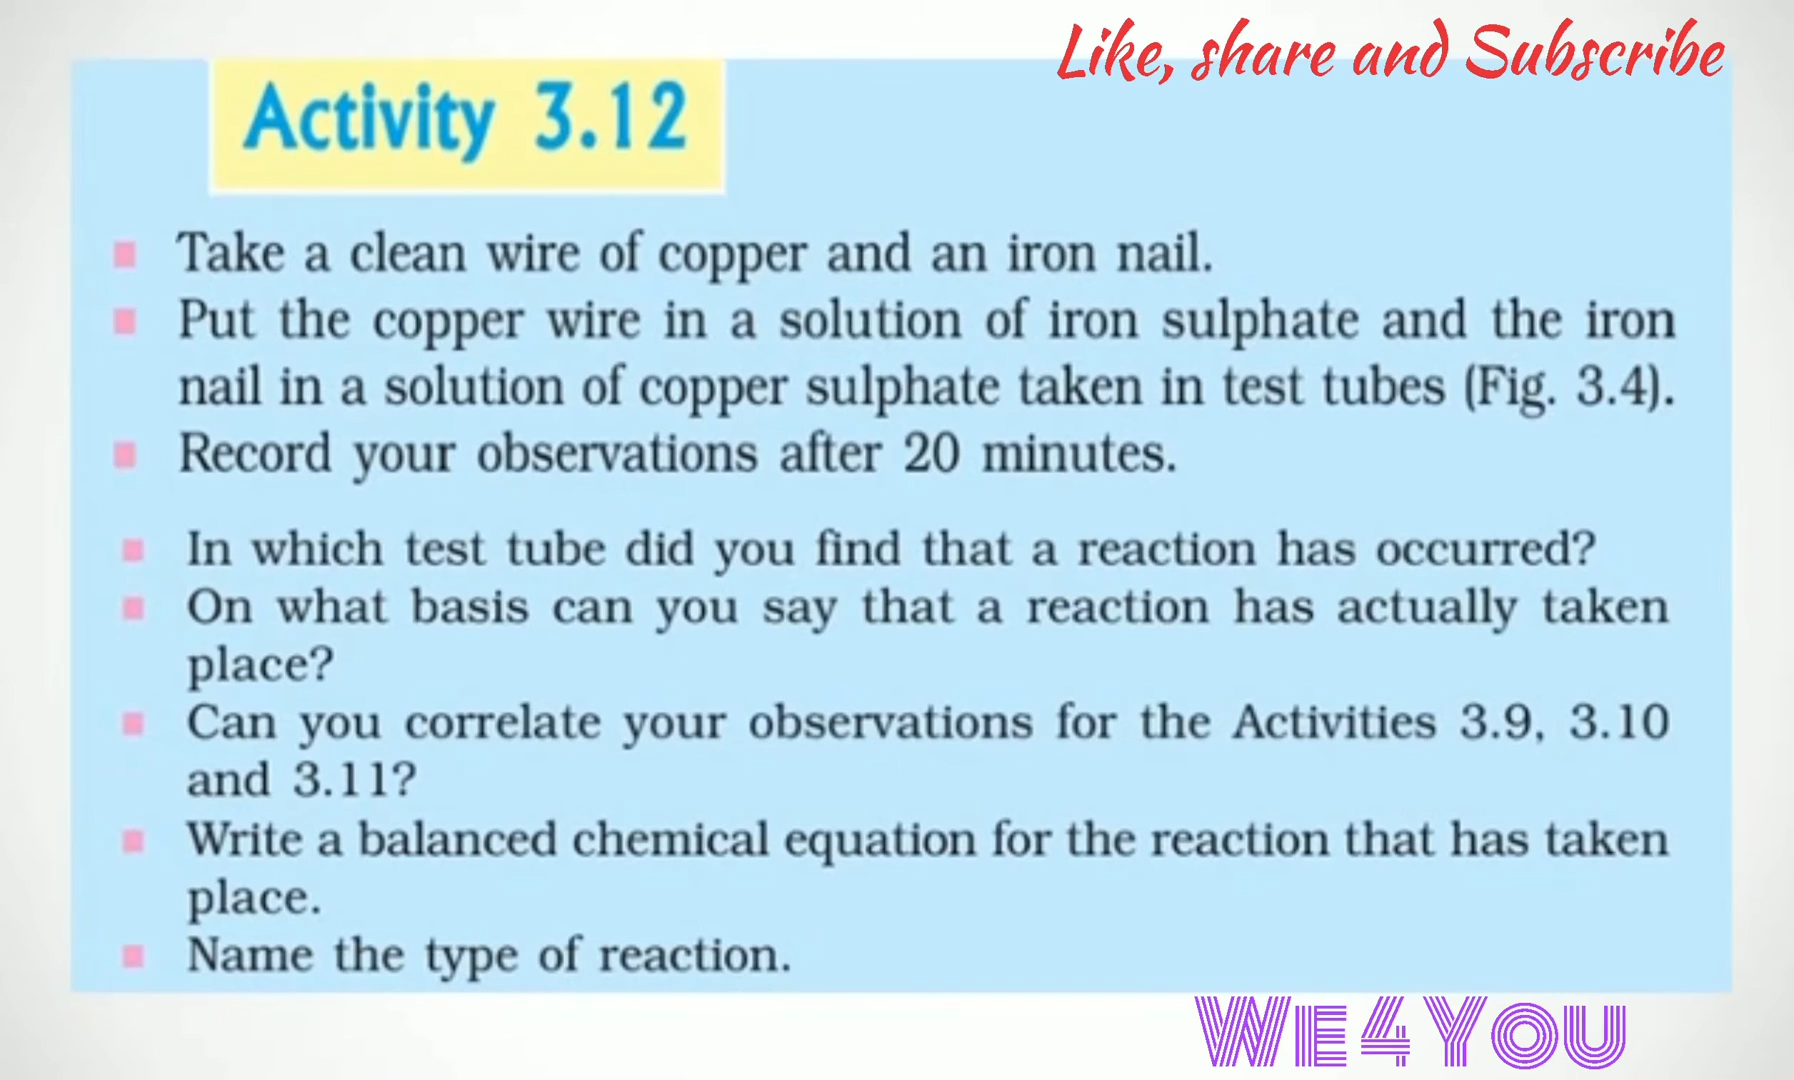 Like, share and Subscribe
Activity 3.12
Take a clean wire of copper and an iron nail.
Put the copper wire in a solution of iron sulphate and the iron
nail in a solution of copper sulphate taken in test tubes (Fig. 3.4).
Record your observations after 20 minutes.
In which test tube did you find that a reaction has occurred?
On what basis can you say that a reaction has actually taken
place?
Can you correlate your observations for the Activities 3.9, 3.10
and 3.11?
Write a balanced chemical equation for the reaction that has taken
place.
Name the type of reaction.
WE4YOU